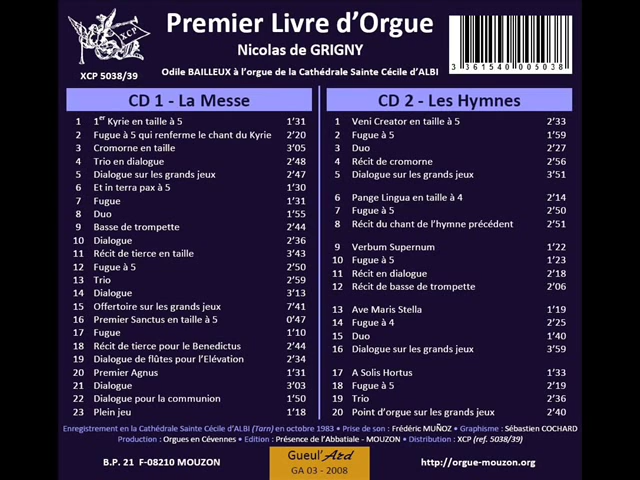 Premier Livre d'Orgue
Nicolas de GRIGNY
XCP
XCP 5038/39
Odile BAILLEUX à l'orgue de la Cathédrale Sainte Cécile d'ALBI
3 361540 005038
CD 1 - La Messe
1 1er Kyrie en taille à 5 1'31
2 Fugue à 5 qui renferme le chant du Kyrie 2'20
3 Cromorne en taille 3'05
4 Trio en dialogue 2'48
5 Dialogue sur les grands jeux 2'47
6 Et in terra pax à 5 1'30
7 Fugue 1'31
8 Duo 1'55
9 Basse de trompette 2'44
10 Dialogue 2'36
11 Récit de tierce en taille 3'43
12 Fugue à 5 2'50
13 Trio 2'59
14 Dialogue 3'13
15 Offertoire sur les grands jeux 7'41
16 Premier Sanctus en taille à 5 0'47
17 Fugue 1'10
18 Récit de tierce pour le Benedictus 2'44
19 Dialogue de flûtes pour l'Elévation 2'34
20 Premier Agnus 1'31
21 Dialogue 3'03
22 Dialogue pour la communion 1'50
23 Plein jeu 1'18
CD 2 - Les Hymnes
1 Veni Creator en taille à 5 2'33
2 Fugue à 5 1'59
3 Duo 2'27
4 Récit de cromorne 2'56
5 Dialogue sur les grands jeux 3'51
6 Pange Lingua en taille à 4 2'14
7 Fugue à 5 2'50
8 Récit du chant de l'hymne précédent 2'51
9 Verbum Supernum 1'22
10 Fugue à 5 1'23
11 Récit en dialogue 2'18
12 Récit de basse de trompette 2'06
13 Ave Maris Stella 1'19
14 Fugue à 4 2'25
15 Duo 1'40
16 Dialogue sur les grands jeux 3'59
17 A Solis Hortus 1'33
18 Fugue à 5 2'19
19 Trio 2'36
20 Point d'orgue sur les grands jeux 2'40
Enregistrement en la Cathédrale Sainte Cécile d'ALBI (Tarn) en octobre 1983 • Prise de son : Frédéric MUÑOZ • Graphisme : Sébastien COCHARD
Production : Orgues en Cévennes • Edition : Présence de l'Abbatiale - MOUZON • Distribution : XCP (ref. 5038/39)
B.P. 21 F-08210 MOUZON
Gueul'Ard
GA 03 - 2008
http://orgue-mouzon.org